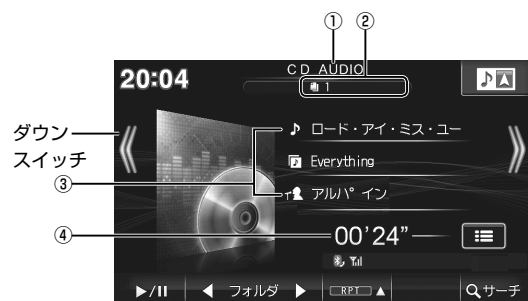 ① ②
CD AUDIO
20:04
1
ダウン
スイッチ
ロード・アイ・ミス・ユー
Everything
③
アルパ イン
④
00'24"
/II
フォルダ
RPT
サーチ